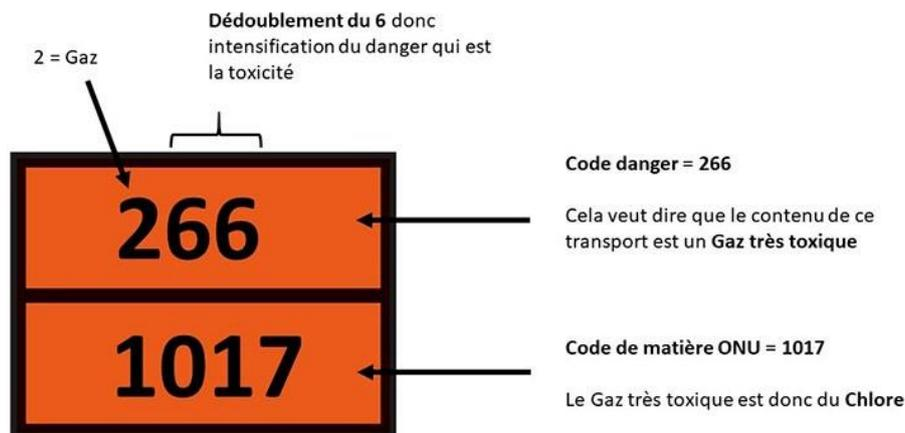 Dédoublement du 6 donc
intensification du danger qui est
la toxicité
2 = Gaz
266
1017
Code danger = 266
Cela veut dire que le contenu de ce
transport est un Gaz très toxique
Code de matière ONU = 1017
Le Gaz très toxique est donc du Chlore